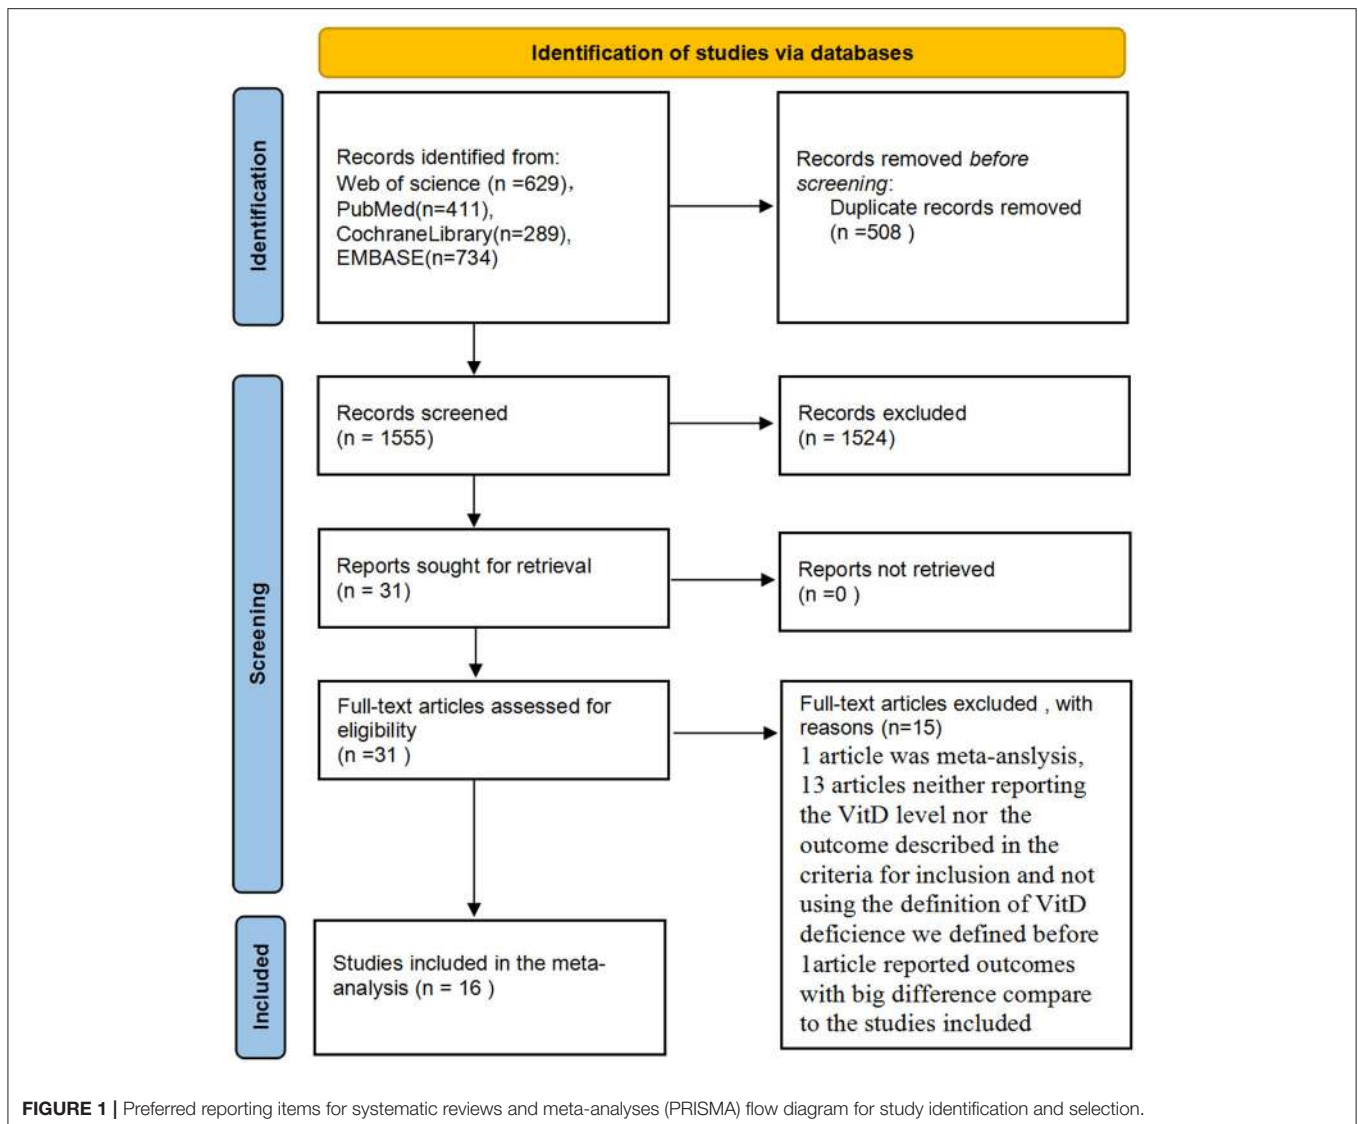 Identification of studies via databases
Identification
Records identified from:
Web of science (n =629),
PubMed(n=411),
CochraneLibrary(n=289),
EMBASE(n=734)
Records removed before
screening:
Duplicate records removed
(n =508 )
Screening
Records screened
(n = 1555)
Records excluded
(n = 1524)
Reports sought for retrieval
(n = 31)
Reports not retrieved
(n =0 )
Full-text articles assessed for
eligibility
(n =31 )
Full-text articles excluded , with
reasons (n=15)
1 article was meta-anslysis,
13 articles neither reporting
the VitD level nor the
outcome described in the
criteria for inclusion and not
using the definition of VitD
deficience we defined before
1article reported outcomes
with big difference compare
to the studies included
Included
Studies included in the meta-
analysis (n = 16 )
FIGURE 1 | Preferred reporting items for systematic reviews and meta-analyses (PRISMA) flow diagram for study identification and selection.